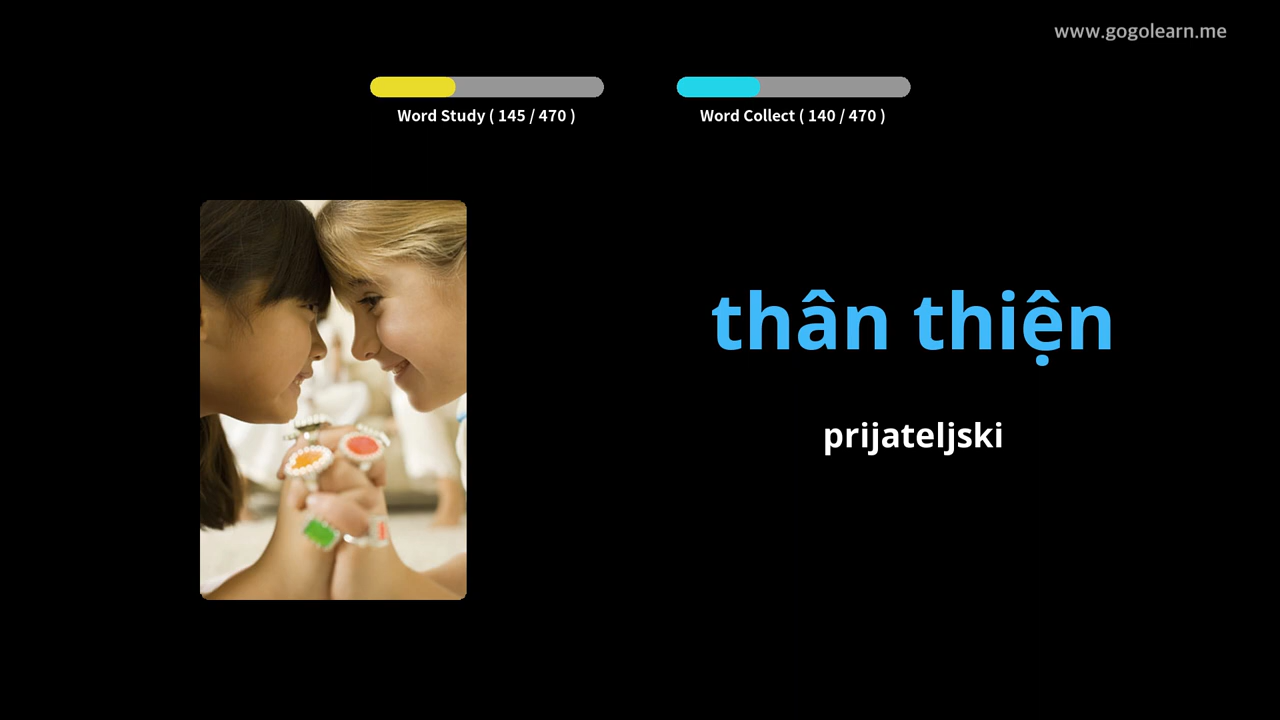 www.gogolearn.me
Word Study ( 145 / 470 )
Word Collect ( 140 / 470 )
thân thiện
prijateljski